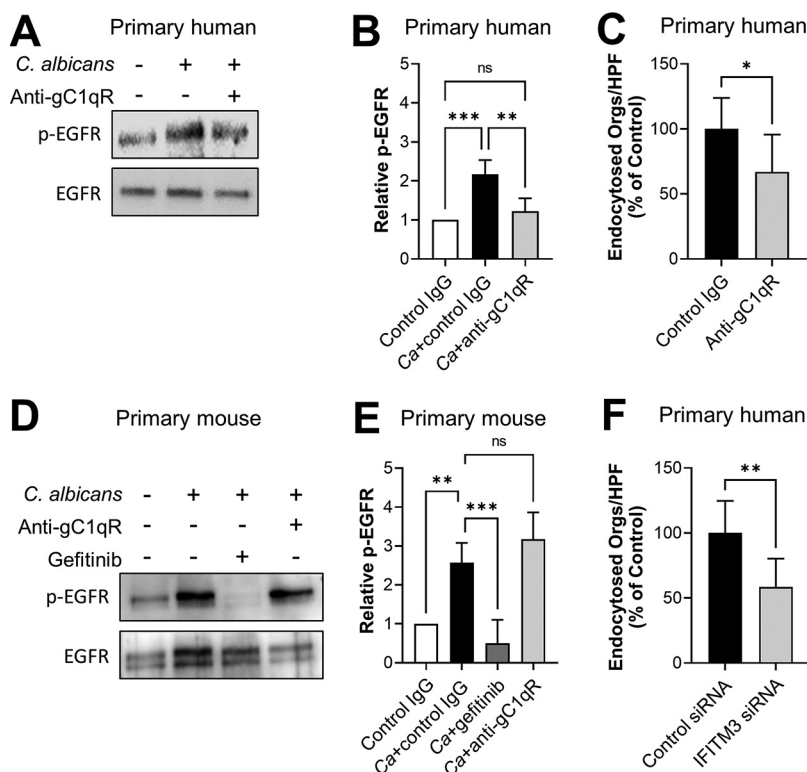 A Primary human
C. albicans - + +
Anti-gC1qR - - +
p-EGFR
EGFR
B Primary human
Relative p-EGFR
5
4
3
2
1
0
ns
*** **
Control IgG
Ca+control IgG
Ca+anti-gC1qR
C Primary human
Endocytosed Orgs/HPF
(% of Control)
150
100
50
0
*
Control IgG
Anti-gC1qR
D Primary mouse
C. albicans - + + +
Anti-gC1qR - - - +
Gefitinib - - + -
p-EGFR
EGFR
E Primary mouse
Relative p-EGFR
5
4
3
2
1
0
ns
** ***
Control IgG
Ca+control IgG
Ca+gefitinib
Ca+anti-gC1qR
F Primary human
Endocytosed Orgs/HPF
(% of Control)
150
100
50
0
**
Control siRNA
IFITM3 siRNA